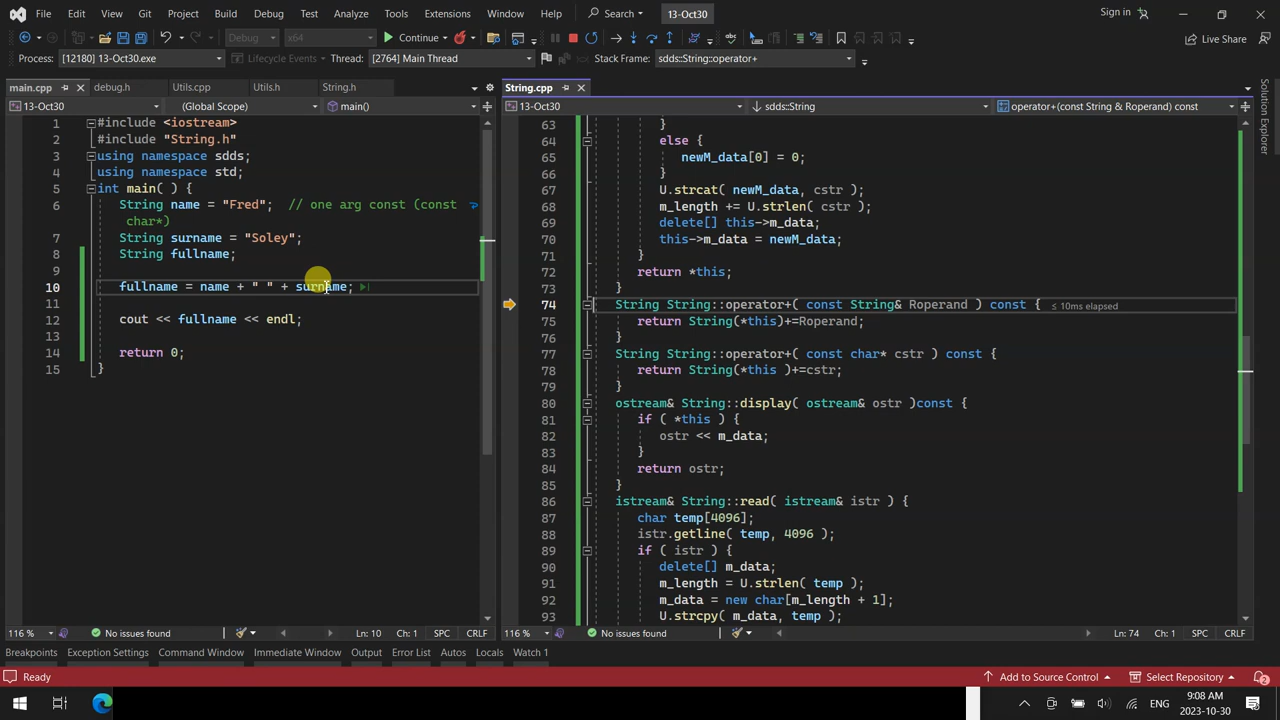 File Edit View Git Project Build Debug Test Analyze Tools Extensions Window Help Search 13-Oct30 Sign in
Debug x64 Continue Live Share
Process: [12180] 13-Oct30.exe Lifecycle Events Thread: [2764] Main Thread Stack Frame: sdds::String::operator+
main.cpp debug.h Utils.cpp Utils.h String.h
13-Oct30 (Global Scope) main()
1 #include <iostream>
2 #include "String.h"
3 using namespace sdds;
4 using namespace std;
5 int main( ) {
6 String name = "Fred"; // one arg const (const
char*)
7 String surname = "Soley";
8 String fullname;
9
10 fullname = name + " " + surname;
11
12 cout << fullname << endl;
13
14 return 0;
15 }
116 % No issues found Ln: 10 Ch: 1 SPC CRLF
String.cpp
13-Oct30 sdds::String operator+(const String & Roperand) const
63 }
64 else {
65 newM_data[0] = 0;
66 }
67 U.strcat( newM_data, cstr );
68 m_length += U.strlen( cstr );
69 delete[] this->m_data;
70 this->m_data = newM_data;
71 }
72 return *this;
73 }
74 String String::operator+( const String& Roperand ) const { ≤ 10ms elapsed
75 return String(*this)+=Roperand;
76 }
77 String String::operator+( const char* cstr ) const {
78 return String(*this )+=cstr;
79 }
80 ostream& String::display( ostream& ostr )const {
81 if ( *this ) {
82 ostr << m_data;
83 }
84 return ostr;
85 }
86 istream& String::read( istream& istr ) {
87 char temp[4096];
88 istr.getline( temp, 4096 );
89 if ( istr ) {
90 delete[] m_data;
91 m_length = U.strlen( temp );
92 m_data = new char[m_length + 1];
93 U.strcpy( m_data, temp );
116 % No issues found Ln: 74 Ch: 1 SPC CRLF
Solution Explorer
Breakpoints Exception Settings Command Window Immediate Window Output Error List Autos Locals Watch 1
Ready Add to Source Control Select Repository 2
ENG 9:08 AM
2023-10-30